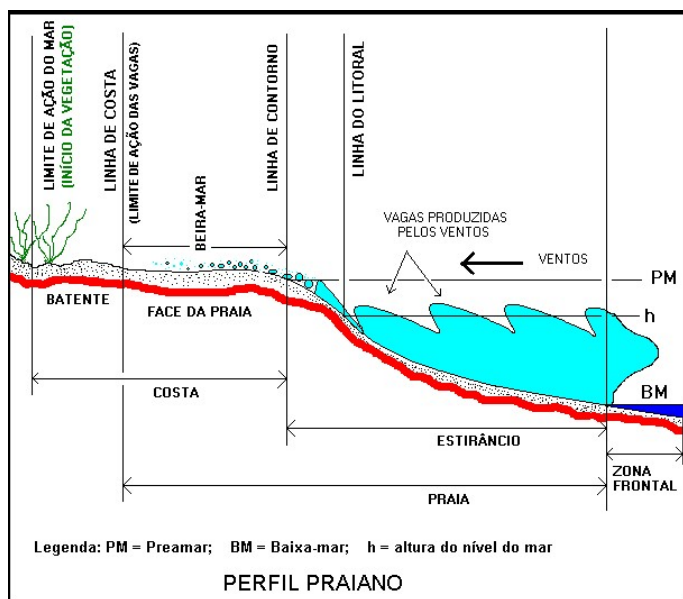 LIMITE DE AÇÃO DO MAR
(INÍCIO DA VEGETAÇÃO)
LINHA DE COSTA
(LIMITE DE AÇÃO DAS VAGAS)
BEIRA-MAR
LINHA DE CONTORNO
LINHA DO LITORAL
VAGAS PRODUZIDAS
PELOS VENTOS
VENTOS
PM
h
BATENTE
FACE DA PRAIA
BM
COSTA
ESTIRÂNCIO
ZONA
FRONTAL
PRAIA
Legenda: PM = Preamar; BM = Baixa-mar; h = altura do nível do mar
PERFIL PRAIANO